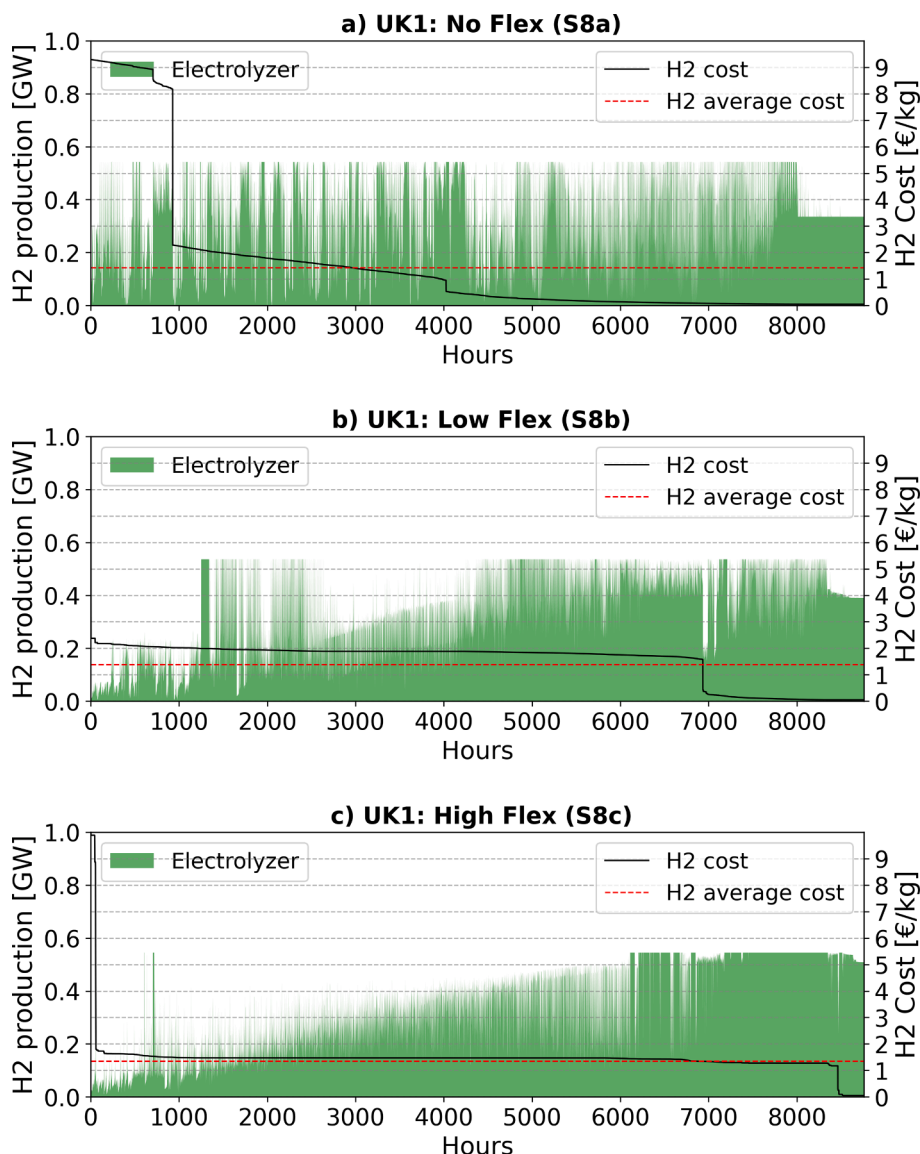 a) UK1: No Flex (S8a)
H2 production [GW]
1.0
0.8
0.6
0.4
0.2
0.0
Electrolyzer
H2 cost
H2 average cost
9
8
7
6
5
4
3
2
1
0
H2 Cost [€/kg]
0 1000 2000 3000 4000 5000 6000 7000 8000
Hours
b) UK1: Low Flex (S8b)
H2 production [GW]
1.0
0.8
0.6
0.4
0.2
0.0
Electrolyzer
H2 cost
H2 average cost
9
8
7
6
5
4
3
2
1
0
H2 Cost [€/kg]
0 1000 2000 3000 4000 5000 6000 7000 8000
Hours
c) UK1: High Flex (S8c)
H2 production [GW]
1.0
0.8
0.6
0.4
0.2
0.0
Electrolyzer
H2 cost
H2 average cost
9
8
7
6
5
4
3
2
1
0
H2 Cost [€/kg]
0 1000 2000 3000 4000 5000 6000 7000 8000
Hours